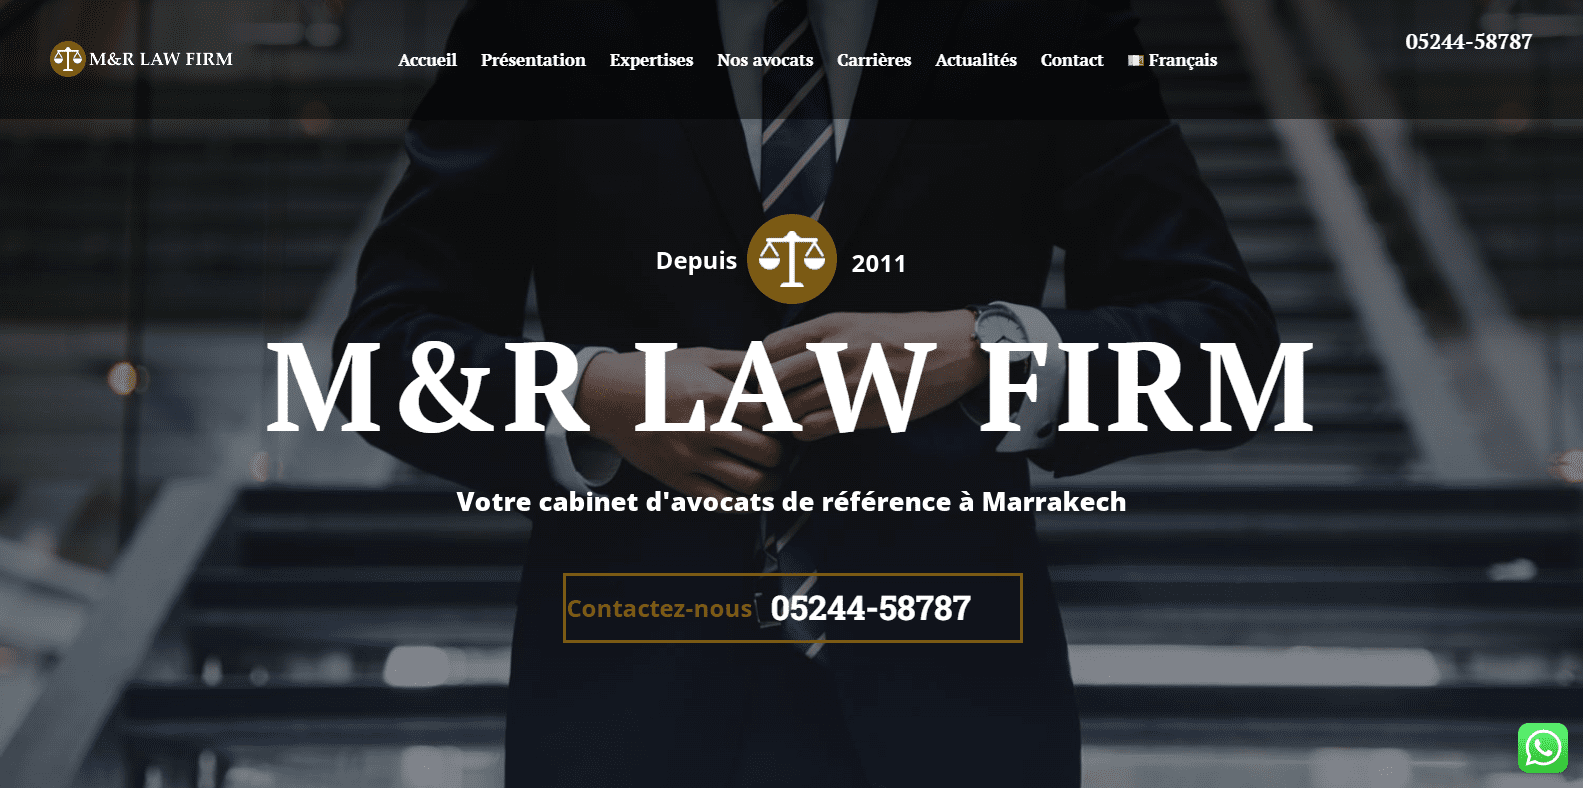 M&R LAW FIRM
Accueil Présentation Expertises Nos avocats Carrières Actualités Contact Français
05244-58787
Depuis 2011
M&R LAW FIRM
Votre cabinet d'avocats de référence à Marrakech
Contactez-nous 05244-58787